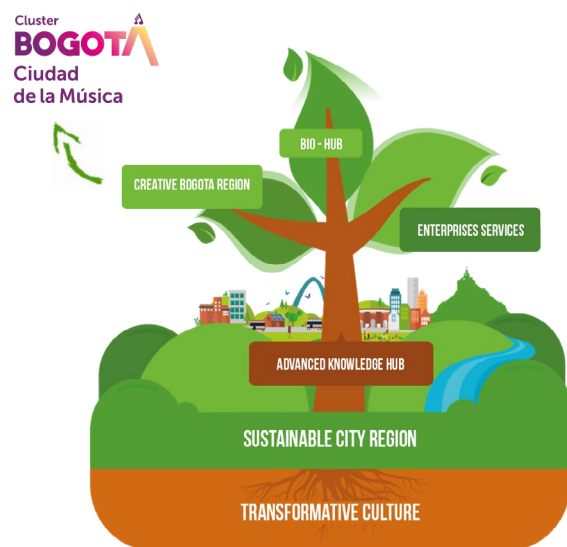 Cluster
BOGOTÁ
Ciudad
de la Música
BIO - HUB
CREATIVE BOGOTA REGION
ENTERPRISES SERVICES
ADVANCED KNOWLEDGE HUB
SUSTAINABLE CITY REGION
TRANSFORMATIVE CULTURE